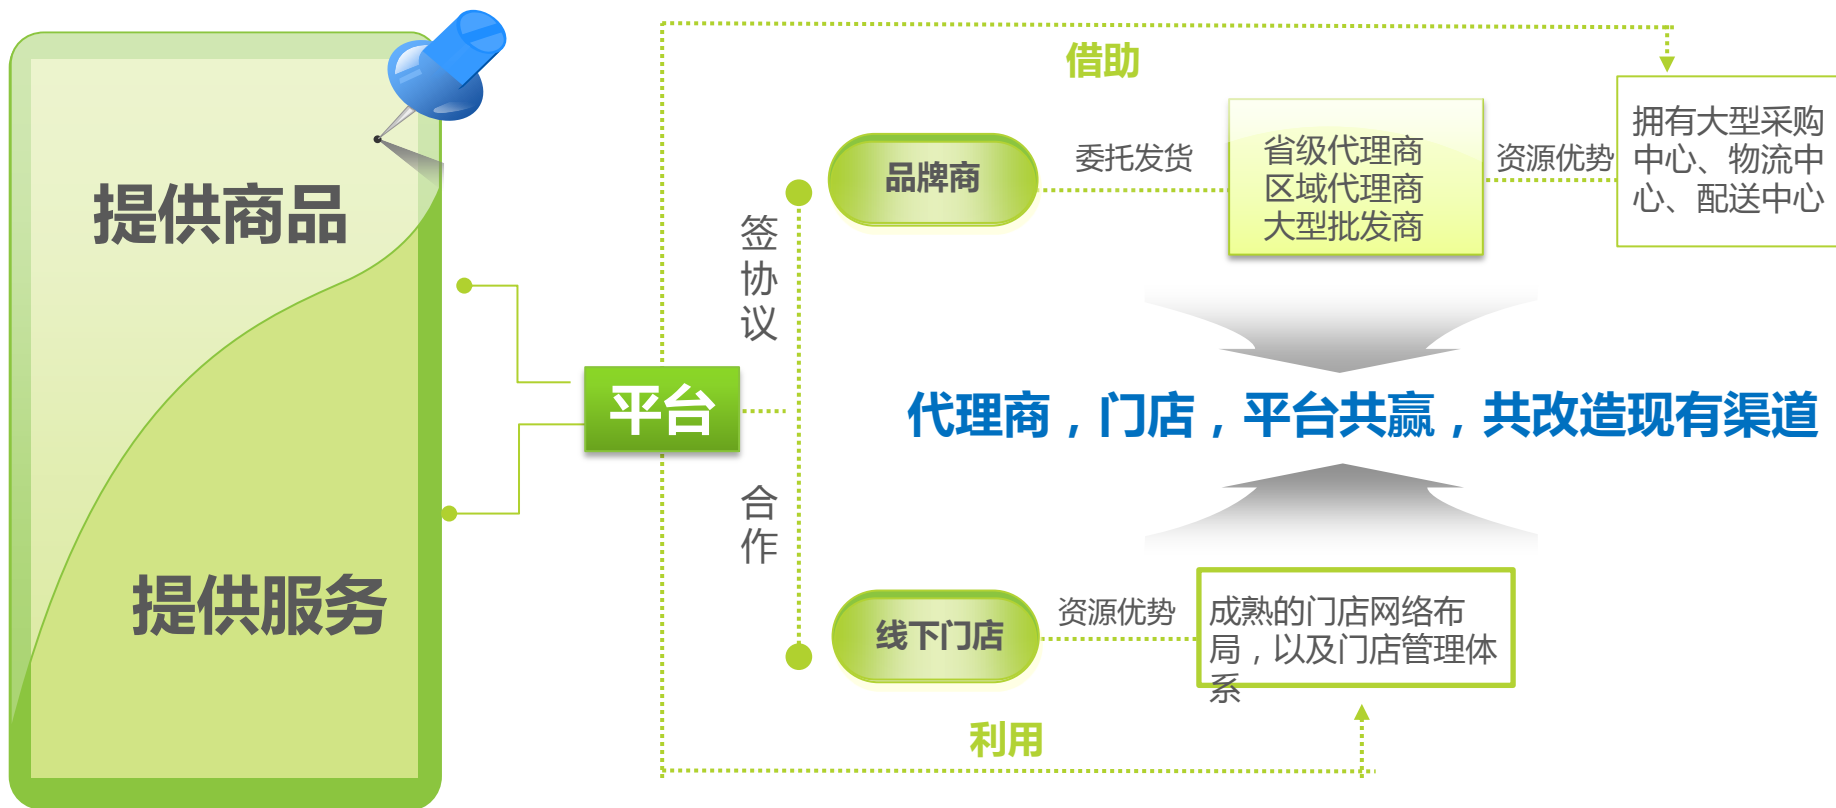 借助
提供商品
品牌商
委托发货
省级代理商
区域代理商
大型批发商
资源优势
拥有大型采购
中心、物流中
心、配送中心
签
协
议
平台
代理商，门店，平台共赢，共改造现有渠道
合
作
提供服务
线下门店
资源优势
成熟的门店网络布
局，以及门店管理体
系
利用